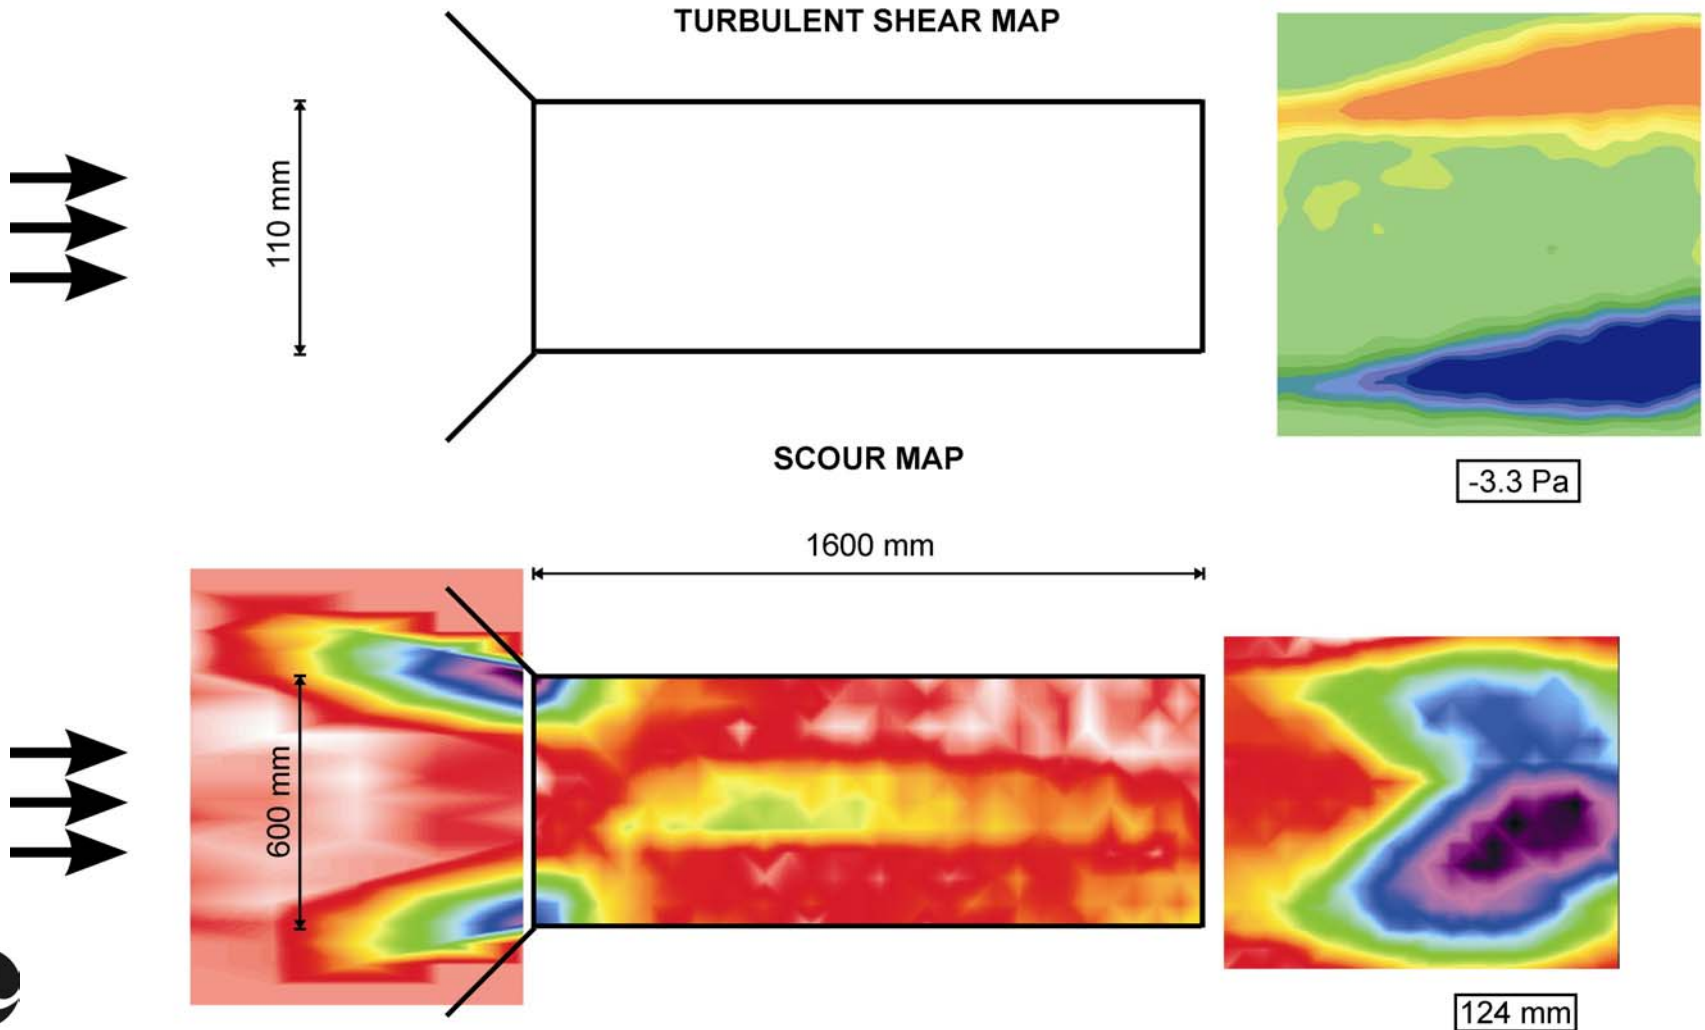 TURBULENT SHEAR MAP
110 mm
-3.3 Pa
SCOUR MAP
1600 mm
600 mm
124 mm